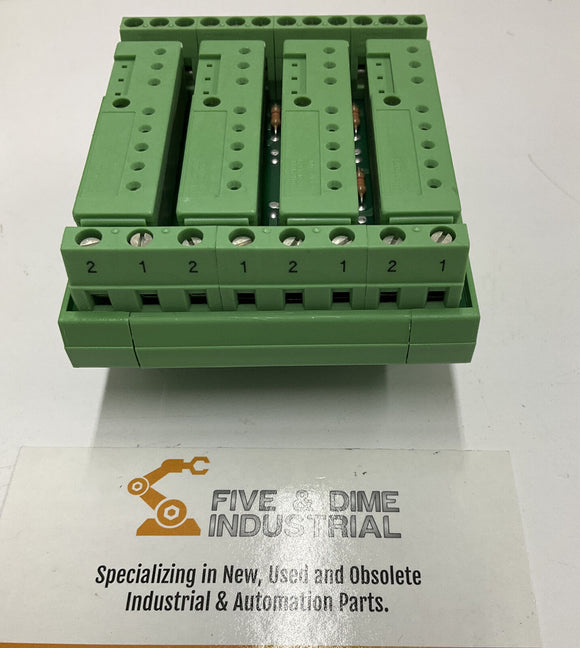 2 1 2 1 2 1 2 1
FIVE & DIME
INDUSTRIAL
Specializing in New, Used and Obsolete
Industrial & Automation Parts.